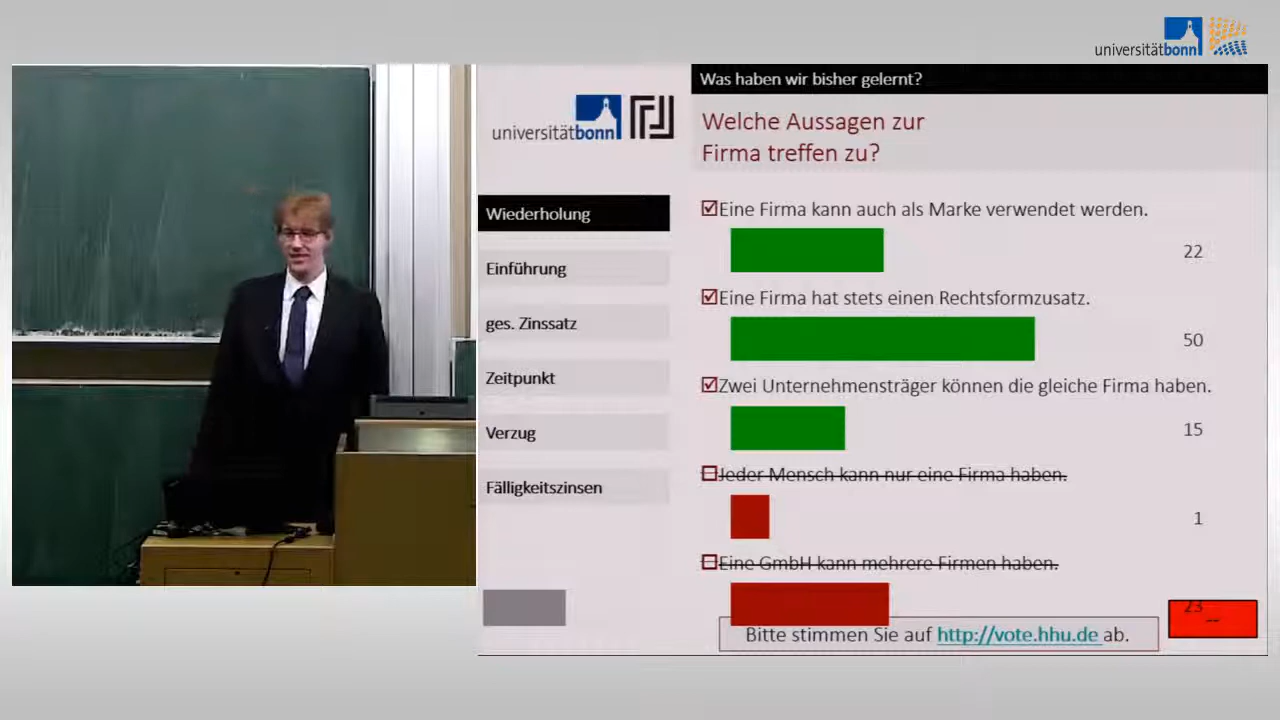 universitätbonn
Was haben wir bisher gelernt?
universitätbonn
Welche Aussagen zur
Firma treffen zu?
Wiederholung
Einführung
ges. Zinssatz
Zeitpunkt
Verzug
Fälligkeitszinsen
Eine Firma kann auch als Marke verwendet werden.
22
Eine Firma hat stets einen Rechtsformzusatz.
50
Zwei Unternehmensträger können die gleiche Firma haben.
15
Jeder Mensch kann nur eine Firma haben.
1
Eine GmbH kann mehrere Firmen haben.
23
--
Bitte stimmen Sie auf http://vote.hhu.de ab.